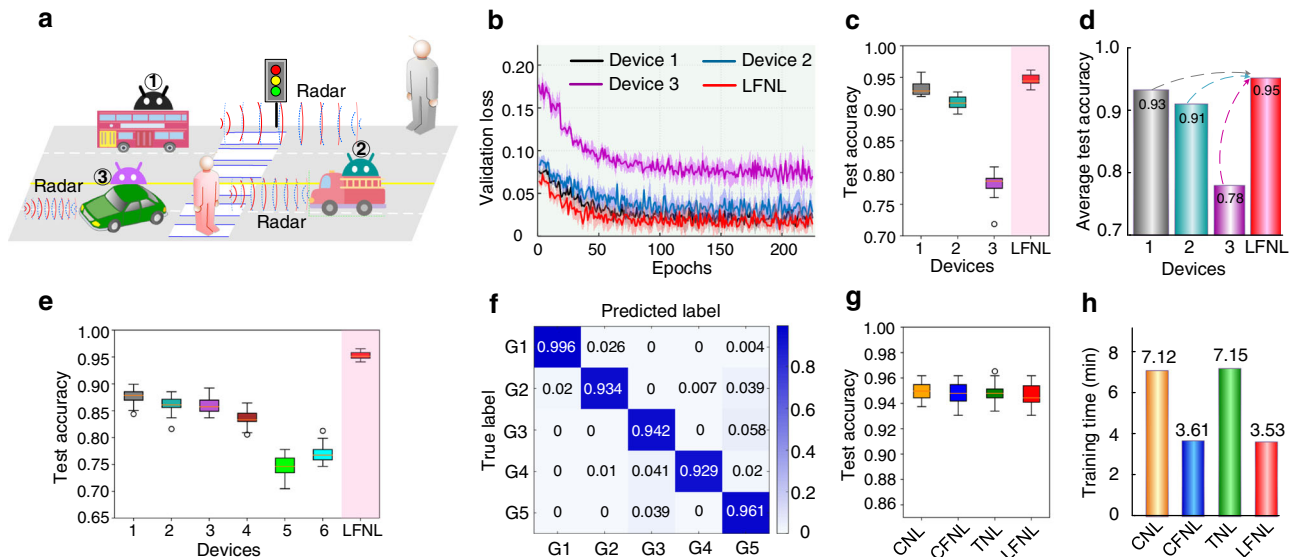 a
①
Radar
②
③
Radar
Radar
b
Validation loss
0.20
0.15
0.10
0.05
0
Device 1
Device 2
Device 3
LFNL
0 50 100 150 200
Epochs
c
Test accuracy
1.00
0.95
0.90
0.85
0.80
0.75
0.70
1 2 3 LFNL
Devices
d
Average test accuracy
1.0
0.9
0.8
0.7
0.93
0.91
0.78
0.95
1 2 3 LFNL
Devices
e
Test accuracy
1.00
0.95
0.90
0.85
0.80
0.75
0.70
0.65
1 2 3 4 5 6 LFNL
Devices
f
Predicted label
True label
G1 0.996 0.026 0 0 0.004
G2 0.02 0.934 0 0.007 0.039
G3 0 0 0.942 0 0.058
G4 0 0.01 0.041 0.929 0.02
G5 0 0 0.039 0 0.961
G1 G2 G3 G4 G5
0.8
0.6
0.4
0.2
0
g
Test accuracy
1.00
0.98
0.96
0.94
0.92
0.90
0.88
0.86
CNL CFNL TNL LFNL
h
Training time (min)
8
6
4
2
0
7.12
3.61
7.15
3.53
CNL CFNL TNL LFNL